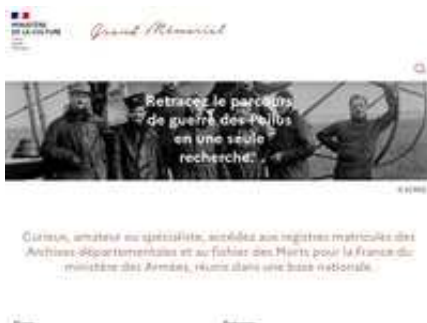 MINISTÈRE
DE LA CULTURE
Grand Mémorial
Retracez le parcours
de guerre des Poilus
en une seule
recherche.
Curieux, amateur ou spécialiste, accédez aux registres matricules des
Archives départementales et au fichier des Morts pour la France du
ministère des Armées, réunis dans une base nationale.